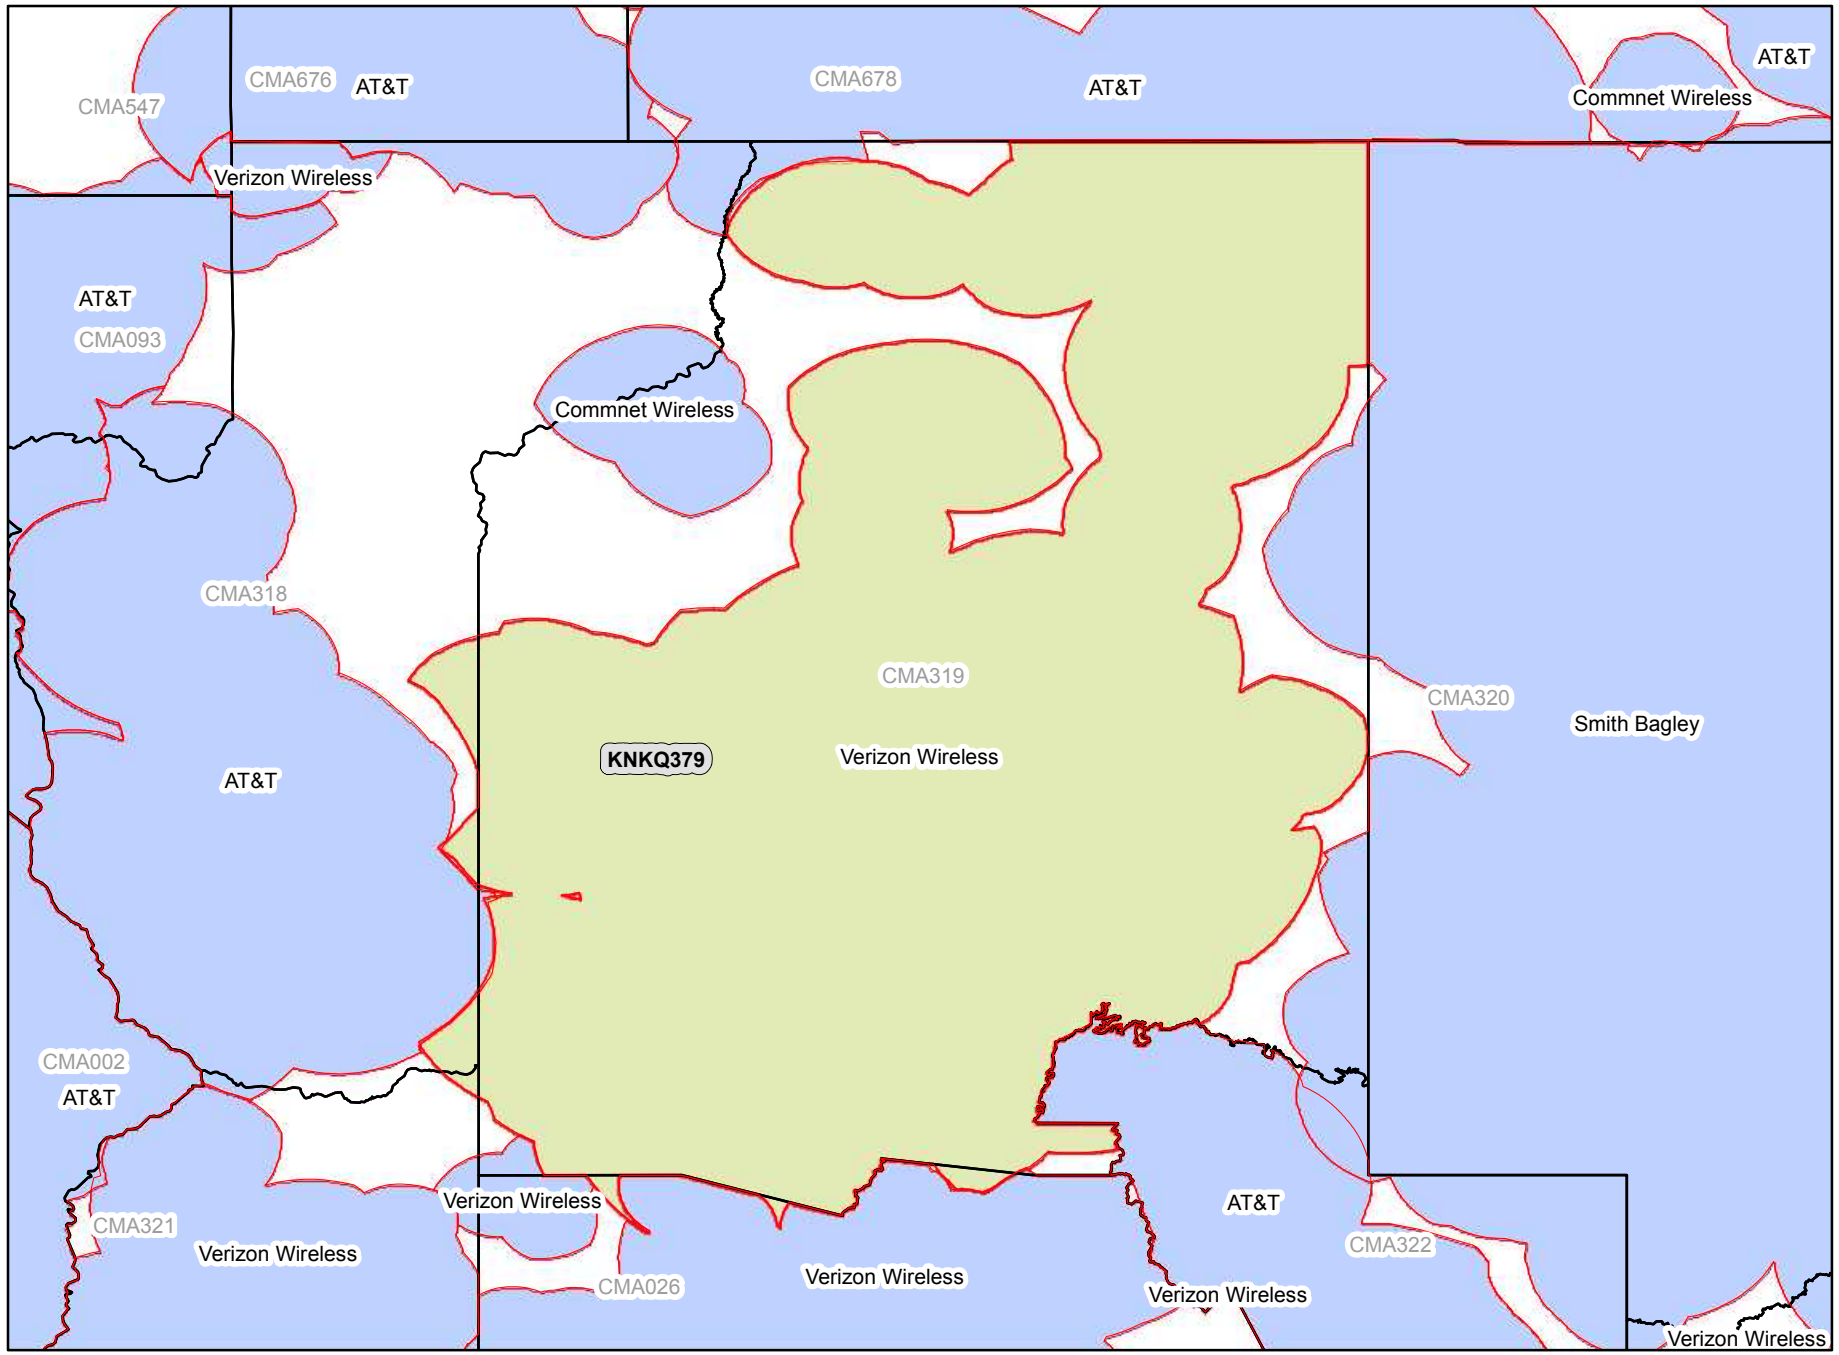 AT&T
CMA676
AT&T
CMA678
AT&T
Commnet Wireless
CMA547
Verizon Wireless
AT&T
CMA093
Commnet Wireless
CMA318
CMA319
CMA320
Smith Bagley
KNKQ379
Verizon Wireless
AT&T
CMA002
AT&T
CMA321
Verizon Wireless
Verizon Wireless
AT&T
CMA322
Verizon Wireless
CMA026
Verizon Wireless
Verizon Wireless